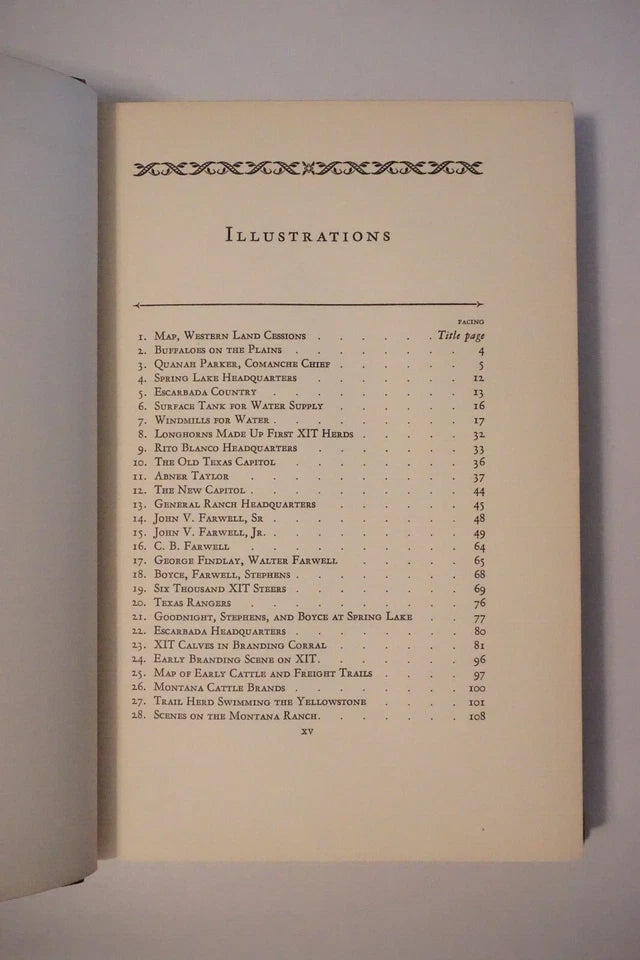 Illustrations
FACING
1. Map, Western Land Cessions . . . . . . Title page
2. Buffaloes on the Plains . . . . . . . 4
3. Quanah Parker, Comanche Chief . . . . . 5
4. Spring Lake Headquarters . . . . . . 12
5. Escarbada Country . . . . . . . 13
6. Surface Tank for Water Supply . . . . . 16
7. Windmills for Water . . . . . . . 17
8. Longhorns Made Up First XIT Herds . . . . 32
9. Rito Blanco Headquarters . . . . . . 33
10. The Old Texas Capitol . . . . . . 36
11. Abner Taylor . . . . . . . . 37
12. The New Capitol . . . . . . . . 44
13. General Ranch Headquarters . . . . . 45
14. John V. Farwell, Sr . . . . . . . 48
15. John V. Farwell, Jr. . . . . . . . 49
16. C. B. Farwell . . . . . . . . 64
17. George Findlay, Walter Farwell . . . . 65
18. Boyce, Farwell, Stephens . . . . . . 68
19. Six Thousand XIT Steers . . . . . . 69
20. Texas Rangers . . . . . . . . 76
21. Goodnight, Stephens, and Boyce at Spring Lake . . 77
22. Escarbada Headquarters . . . . . . 80
23. XIT Calves in Branding Corral . . . . . 81
24. Early Branding Scene on XIT. . . . . . 96
25. Map of Early Cattle and Freight Trails . . . . 97
26. Montana Cattle Brands . . . . . . 100
27. Trail Herd Swimming the Yellowstone . . . . 101
28. Scenes on the Montana Ranch. . . . . . 108
xv